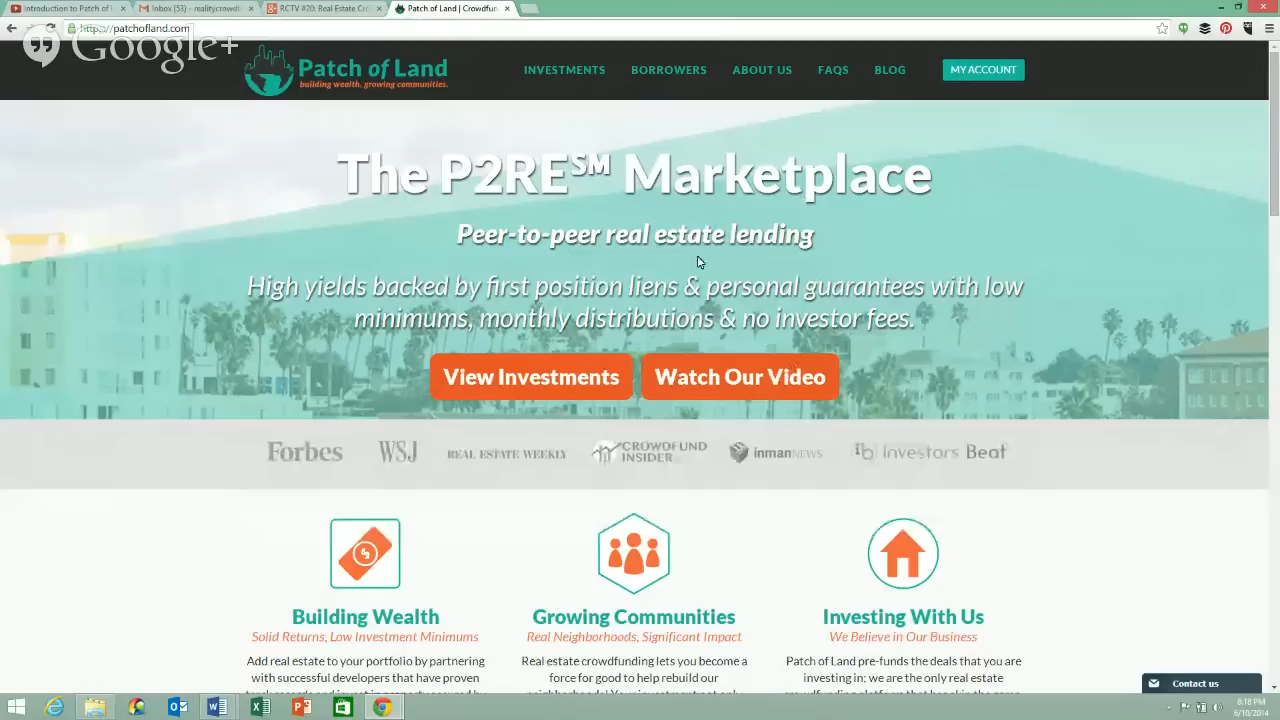 Introduction to Patch of L
Inbox (53) - realitycrowdf
RCTV #20: Real Estate Cro
Patch of Land | Crowdfun
https://patchofland.com
Google+
Patch of Land
building wealth. growing communities.
INVESTMENTS
BORROWERS
ABOUT US
FAQS
BLOG
MY ACCOUNT
The P2RE℠ Marketplace
Peer-to-peer real estate lending
High yields backed by first position liens & personal guarantees with low
minimums, monthly distributions & no investor fees.
View Investments
Watch Our Video
Forbes
WSJ
REAL ESTATE WEEKLY
CROWDFUND
INSIDER
inmanNEWS
ib Investors Beat
Building Wealth
Solid Returns, Low Investment Minimums
Add real estate to your portfolio by partnering
with successful developers that have proven
Growing Communities
Real Neighborhoods, Significant Impact
Real estate crowdfunding lets you become a
force for good to help rebuild our
Investing With Us
We Believe in Our Business
Patch of Land pre-funds the deals that you are
investing in; we are the only real estate
Contact us
8:18 PM
6/10/2014